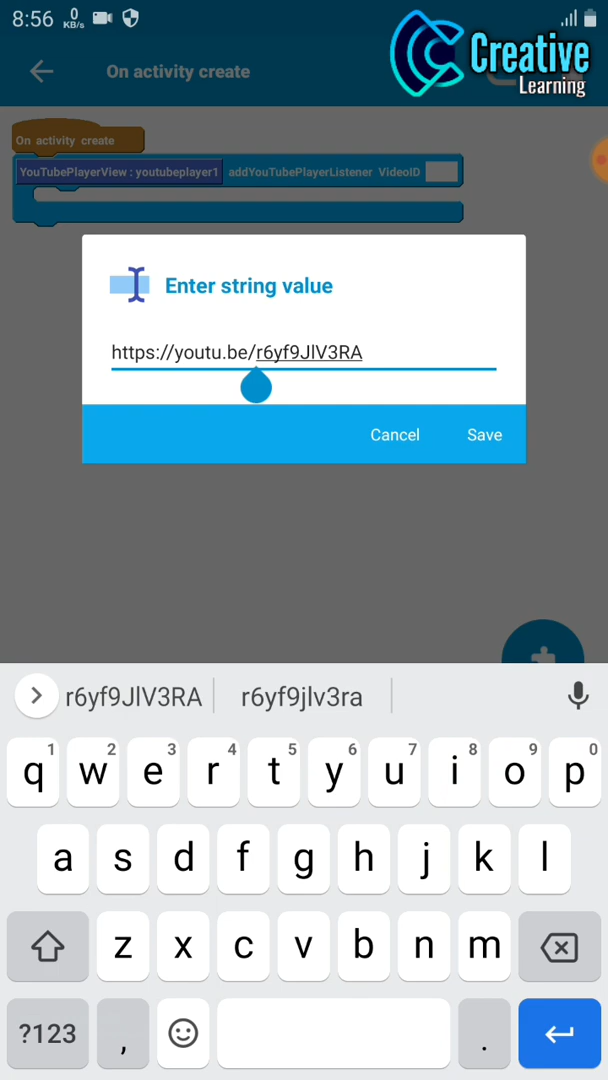 8:56
0
KB/s
Creative
Learning
On activity create
On activity create
YouTubePlayerView : youtubeplayer1 addYouTubePlayerListener VideoID
Enter string value
https://youtu.be/r6yf9JlV3RA
Cancel Save
r6yf9JlV3RA r6yf9jlv3ra
1 2 3 4 5 6 7 8 9 0
q w e r t y u i o p
a s d f g h j k l
z x c v b n m
?123 , .